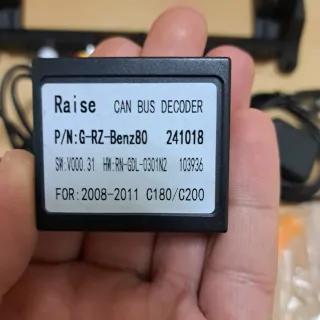 Raise CAN BUS DECODER
P/N:G-RZ-Benz80 241018
SW:V000.31 HW:RN-GDL-0301N2 103936
FOR:2008-2011 C180/C200